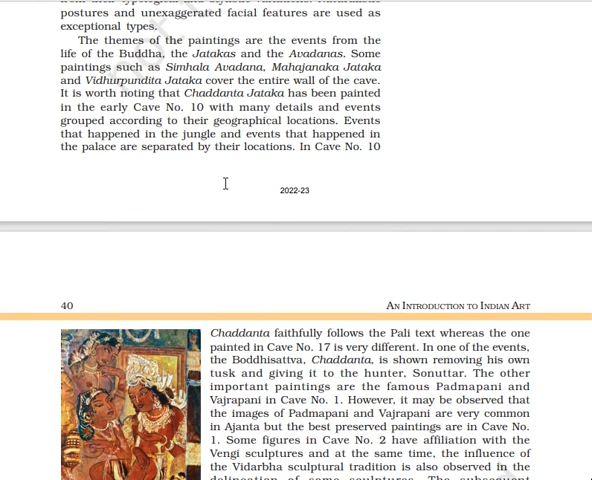 postures and unexaggerated facial features are used as
exceptional types.
The themes of the paintings are the events from the
life of the Buddha, the Jatakas and the Avadanas. Some
paintings such as Simhala Avadana, Mahajanaka Jataka
and Vidhurpundita Jataka cover the entire wall of the cave.
It is worth noting that Chaddanta Jataka has been painted
in the early Cave No. 10 with many details and events
grouped according to their geographical locations. Events
that happened in the jungle and events that happened in
the palace are separated by their locations. In Cave No. 10
2022-23
40
AN INTRODUCTION TO INDIAN ART
Chaddanta faithfully follows the Pali text whereas the one
painted in Cave No. 17 is very different. In one of the events,
the Boddhisattva, Chaddanta, is shown removing his own
tusk and giving it to the hunter, Sonuttar. The other
important paintings are the famous Padmapani and
Vajrapani in Cave No. 1. However, it may be observed that
the images of Padmapani and Vajrapani are very common
in Ajanta but the best preserved paintings are in Cave No.
1. Some figures in Cave No. 2 have affiliation with the
Vengi sculptures and at the same time, the influence of
the Vidarbha sculptural tradition is also observed in the
delineation of some sculptures. The subsequent